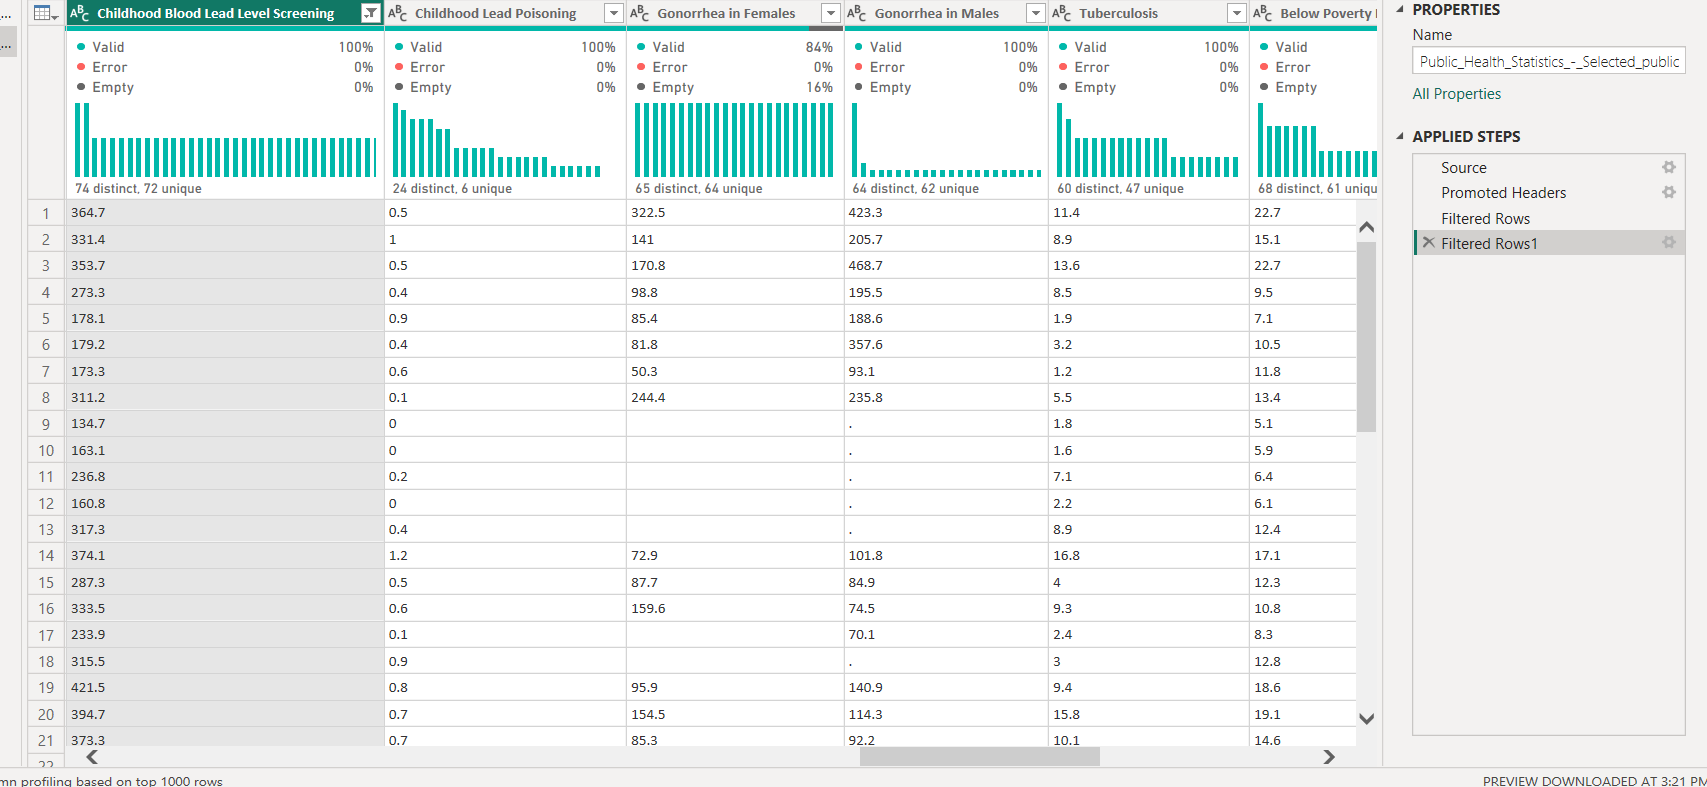 ... ABC Childhood Blood Lead Level Screening ABC Childhood Lead Poisoning ABC Gonorrhea in Females ABC Gonorrhea in Males ABC Tuberculosis ABC Below Poverty
...
Valid 100% Valid 100% Valid 84% Valid 100% Valid 100% Valid
Error 0% Error 0% Error 0% Error 0% Error 0% Error
Empty 0% Empty 0% Empty 16% Empty 0% Empty 0% Empty
74 distinct, 72 unique 24 distinct, 6 unique 65 distinct, 64 unique 64 distinct, 62 unique 60 distinct, 47 unique 68 distinct, 61 uniqu
1 364.7 0.5 322.5 423.3 11.4 22.7
2 331.4 1 141 205.7 8.9 15.1
3 353.7 0.5 170.8 468.7 13.6 22.7
4 273.3 0.4 98.8 195.5 8.5 9.5
5 178.1 0.9 85.4 188.6 1.9 7.1
6 179.2 0.4 81.8 357.6 3.2 10.5
7 173.3 0.6 50.3 93.1 1.2 11.8
8 311.2 0.1 244.4 235.8 5.5 13.4
9 134.7 0 . 1.8 5.1
10 163.1 0 . 1.6 5.9
11 236.8 0.2 . 7.1 6.4
12 160.8 0 . 2.2 6.1
13 317.3 0.4 . 8.9 12.4
14 374.1 1.2 72.9 101.8 16.8 17.1
15 287.3 0.5 87.7 84.9 4 12.3
16 333.5 0.6 159.6 74.5 9.3 10.8
17 233.9 0.1 70.1 2.4 8.3
18 315.5 0.9 . 3 12.8
19 421.5 0.8 95.9 140.9 9.4 18.6
20 394.7 0.7 154.5 114.3 15.8 19.1
21 373.3 0.7 85.3 92.2 10.1 14.6
22
mn profiling based on top 1000 rows
PROPERTIES
Name
Public_Health_Statistics_-_Selected_public
All Properties
APPLIED STEPS
Source
Promoted Headers
Filtered Rows
Filtered Rows1
PREVIEW DOWNLOADED AT 3:21 PM